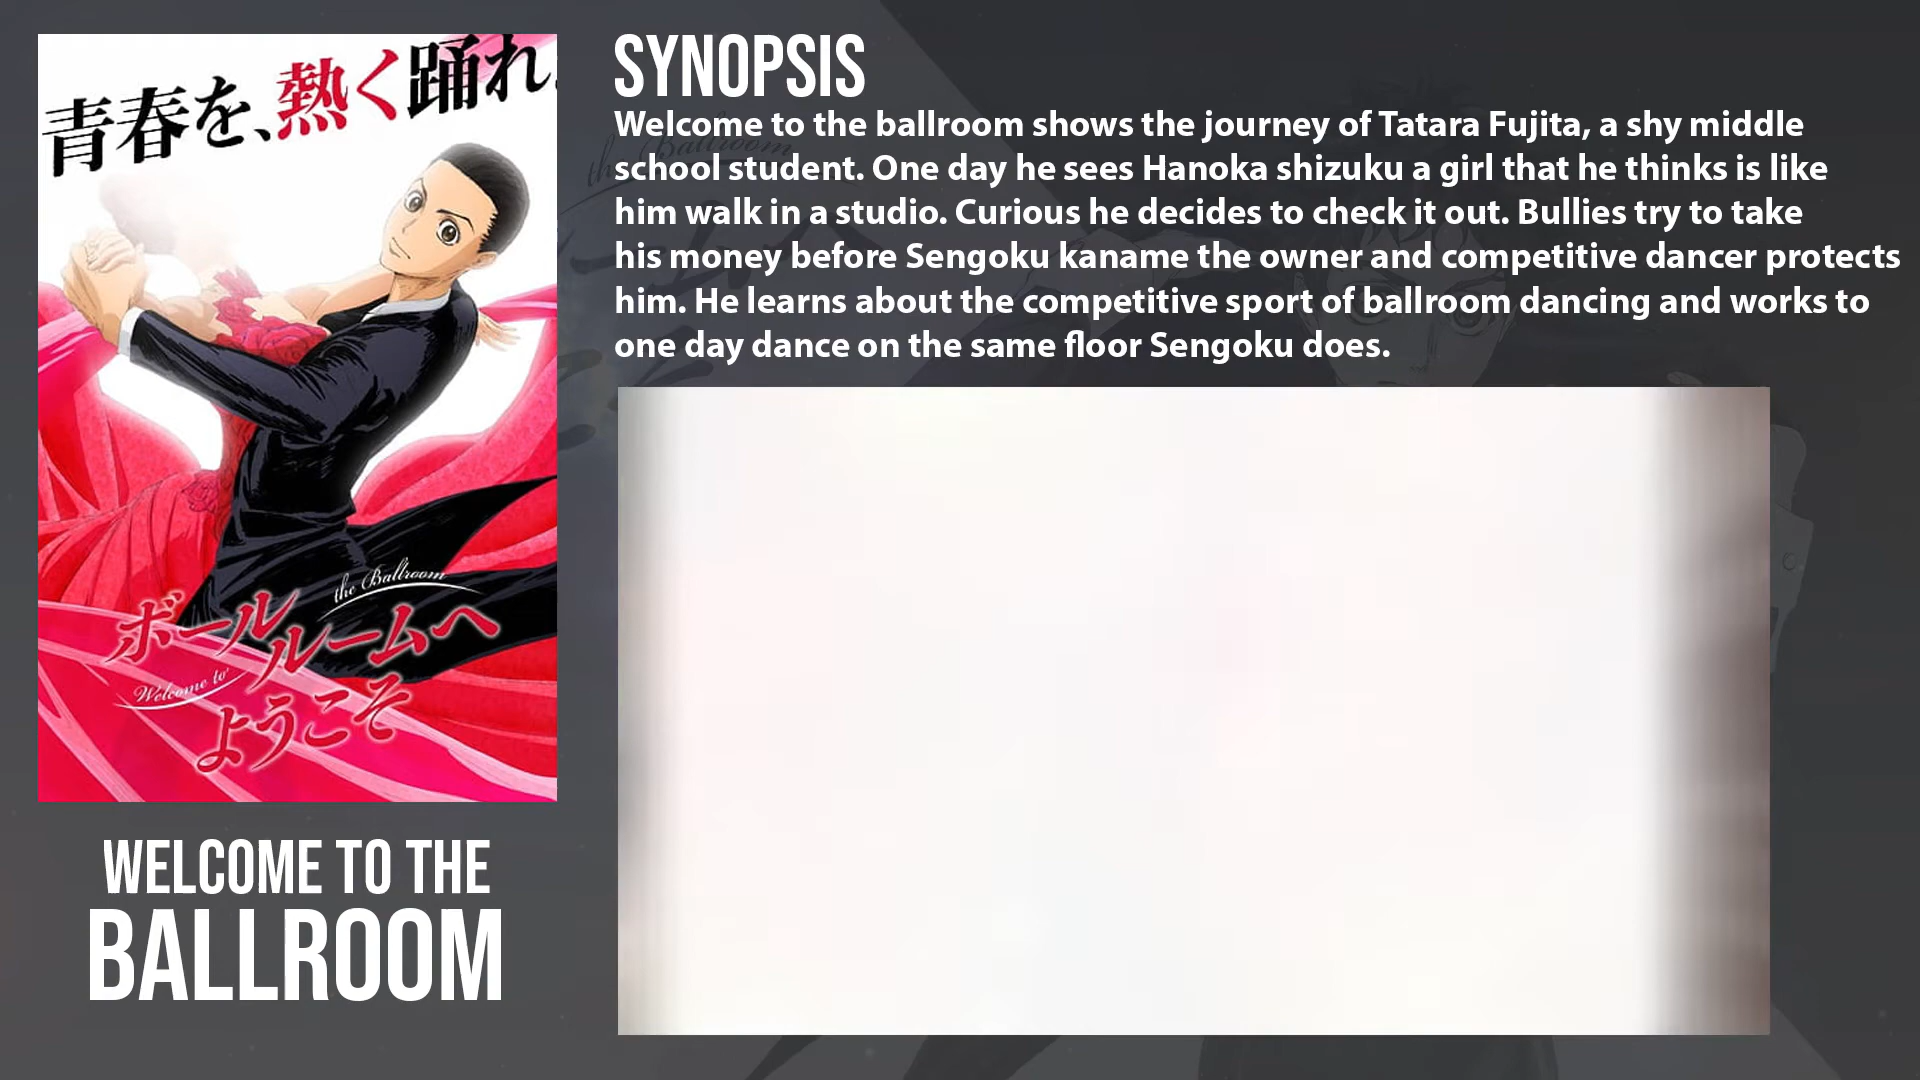 青春を、熱く踊れ。
the Ballroom
ボールルームへ
Welcome to
ようこそ
WELCOME TO THE
BALLROOM
SYNOPSIS
Welcome to the ballroom shows the journey of Tatara Fujita, a shy middle
school student. One day he sees Hanoka shizuku a girl that he thinks is like
him walk in a studio. Curious he decides to check it out. Bullies try to take
his money before Sengoku kaname the owner and competitive dancer protects
him. He learns about the competitive sport of ballroom dancing and works to
one day dance on the same floor Sengoku does.